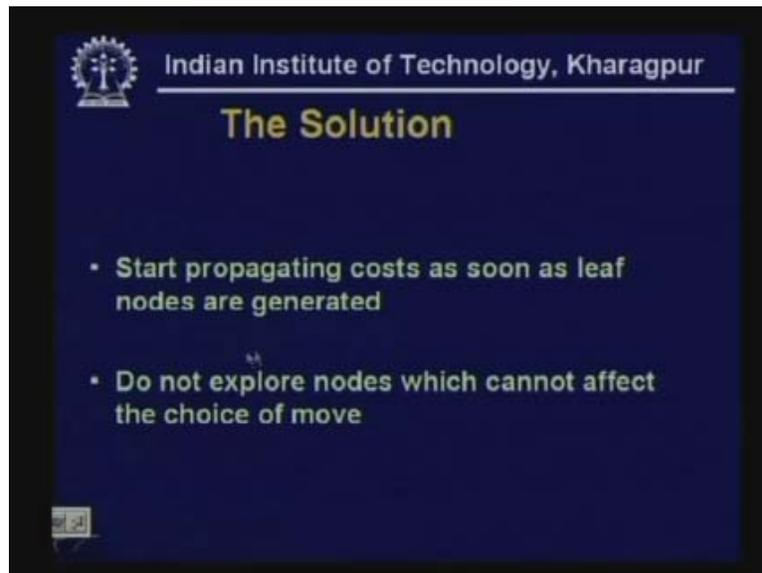 Indian Institute of Technology, Kharagpur
The Solution
• Start propagating costs as soon as leaf
nodes are generated
• Do not explore nodes which cannot affect
the choice of move